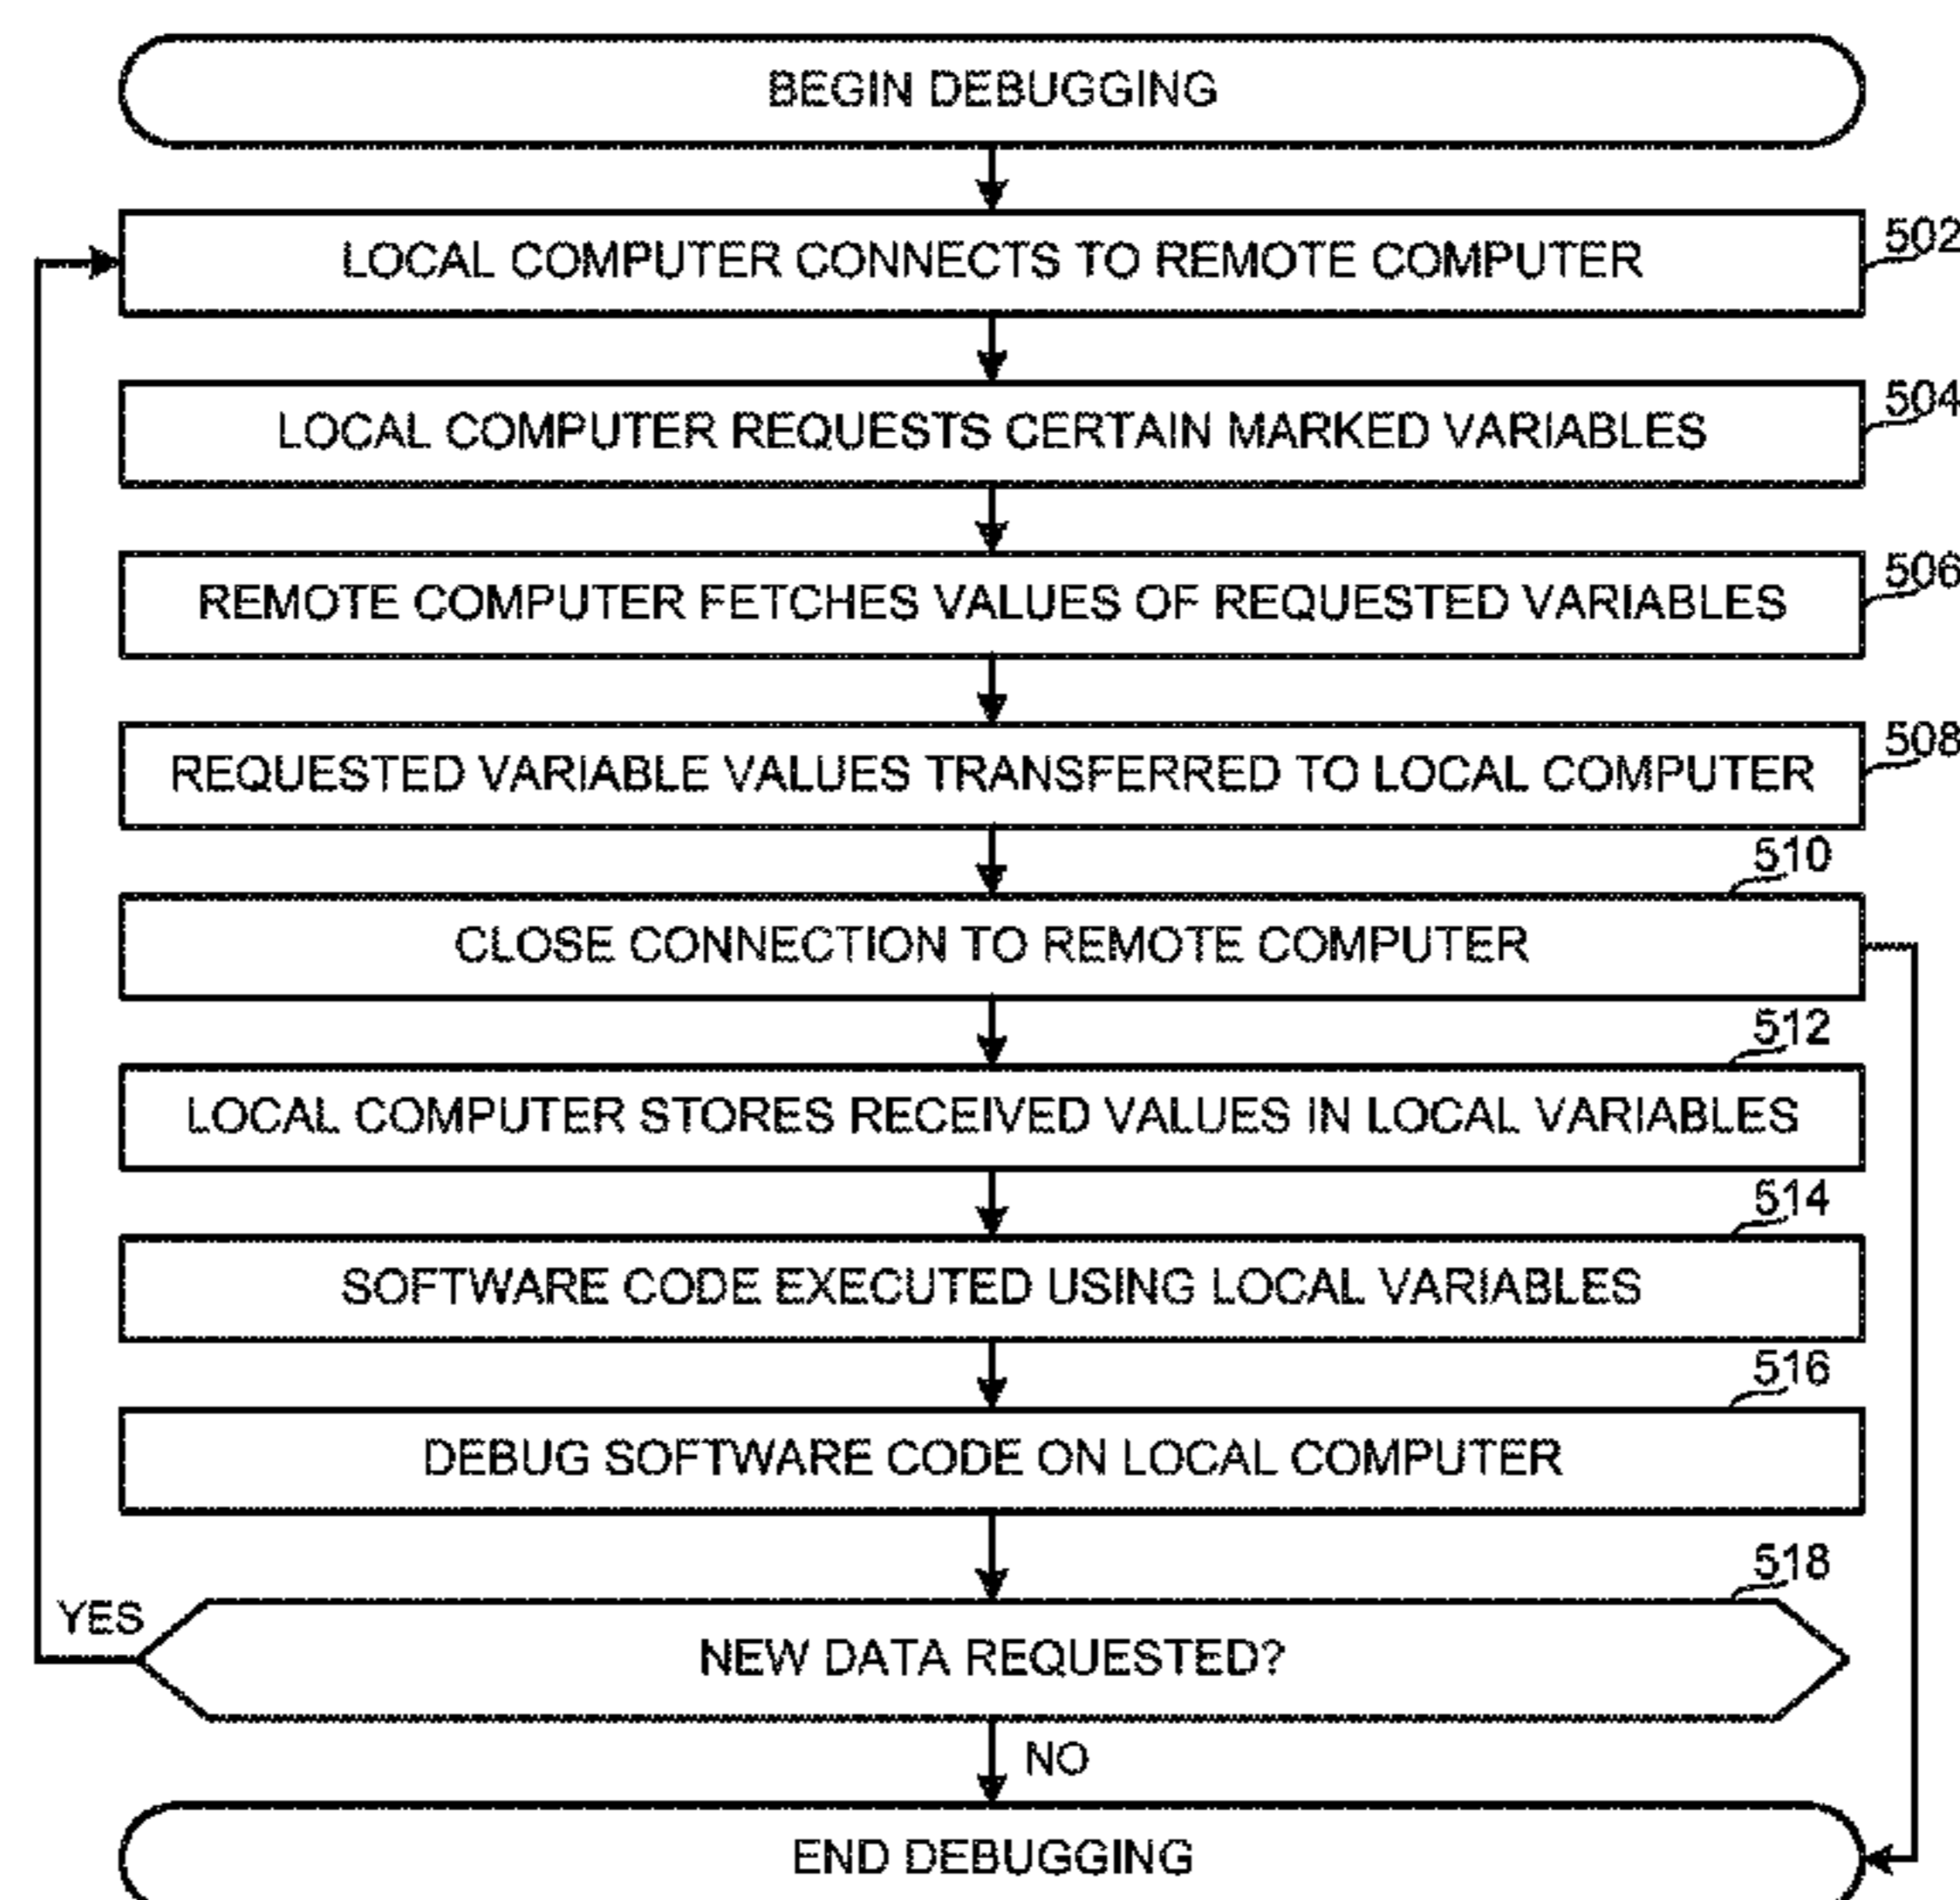 BEGIN DEBUGGING
LOCAL COMPUTER CONNECTS TO REMOTE COMPUTER
502
LOCAL COMPUTER REQUESTS CERTAIN MARKED VARIABLES
504
REMOTE COMPUTER FETCHES VALUES OF REQUESTED VARIABLES
506
REQUESTED VARIABLE VALUES TRANSFERRED TO LOCAL COMPUTER
508
510
CLOSE CONNECTION TO REMOTE COMPUTER
512
LOCAL COMPUTER STORES RECEIVED VALUES IN LOCAL VARIABLES
514
SOFTWARE CODE EXECUTED USING LOCAL VARIABLES
516
DEBUG SOFTWARE CODE ON LOCAL COMPUTER
518
YES
NEW DATA REQUESTED?
NO
END DEBUGGING